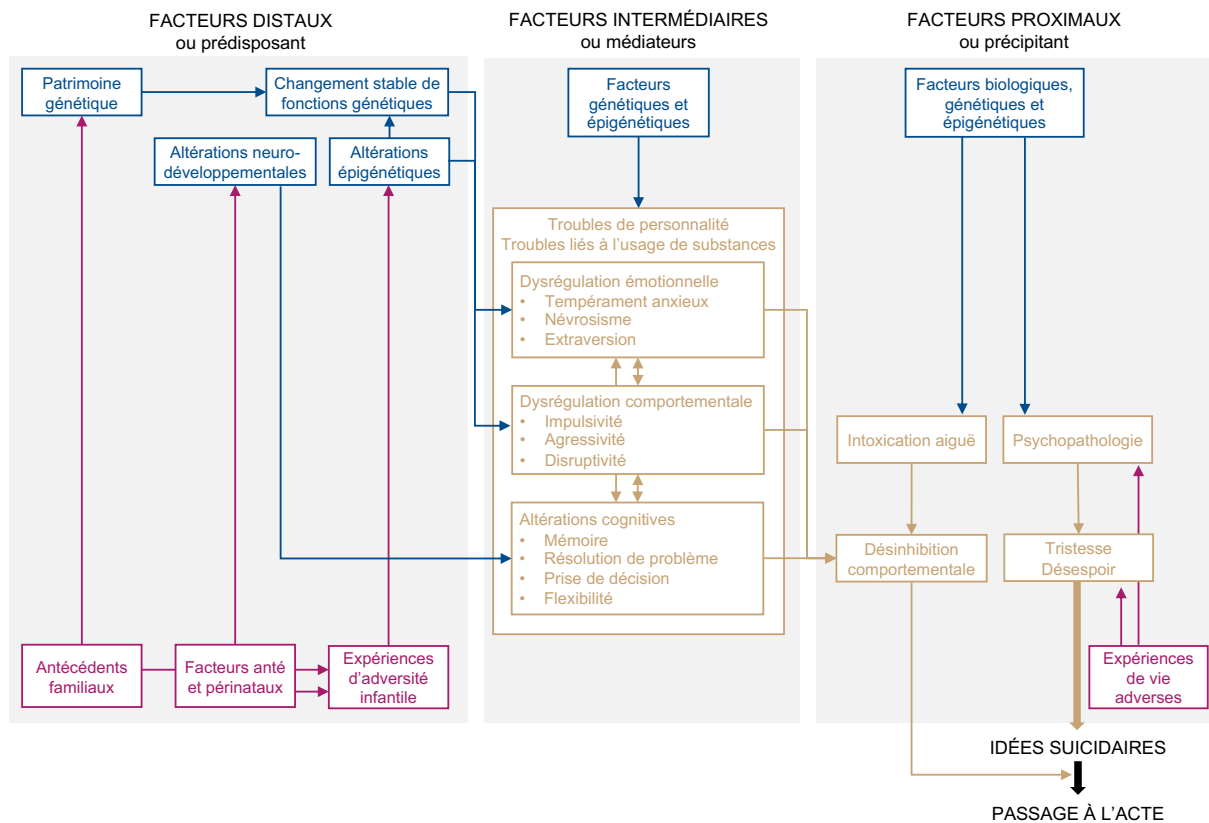 FACTEURS DISTAUX
ou prédisposant
FACTEURS INTERMÉDIAIRES
ou médiateurs
FACTEURS PROXIMAUX
ou précipitant
Patrimoine
génétique
Changement stable de
fonctions génétiques
Altérations neuro-
développementales
Altérations
épigénétiques
Antécédents
familiaux
Facteurs anté
et périnataux
Expériences
d'adversité
infantile
Facteurs
génétiques et
épigénétiques
Troubles de personnalité
Troubles liés à l'usage de substances
Dysrégulation émotionnelle
• Tempérament anxieux
• Névrosisme
• Extraversion
Dysrégulation comportementale
• Impulsivité
• Agressivité
• Disruptivité
Altérations cognitives
• Mémoire
• Résolution de problème
• Prise de décision
• Flexibilité
Facteurs biologiques,
génétiques et
épigénétiques
Intoxication aiguë
Psychopathologie
Désinhibition
comportementale
Tristesse
Désespoir
Expériences
de vie
adverses
IDÉES SUICIDAIRES
PASSAGE À L'ACTE